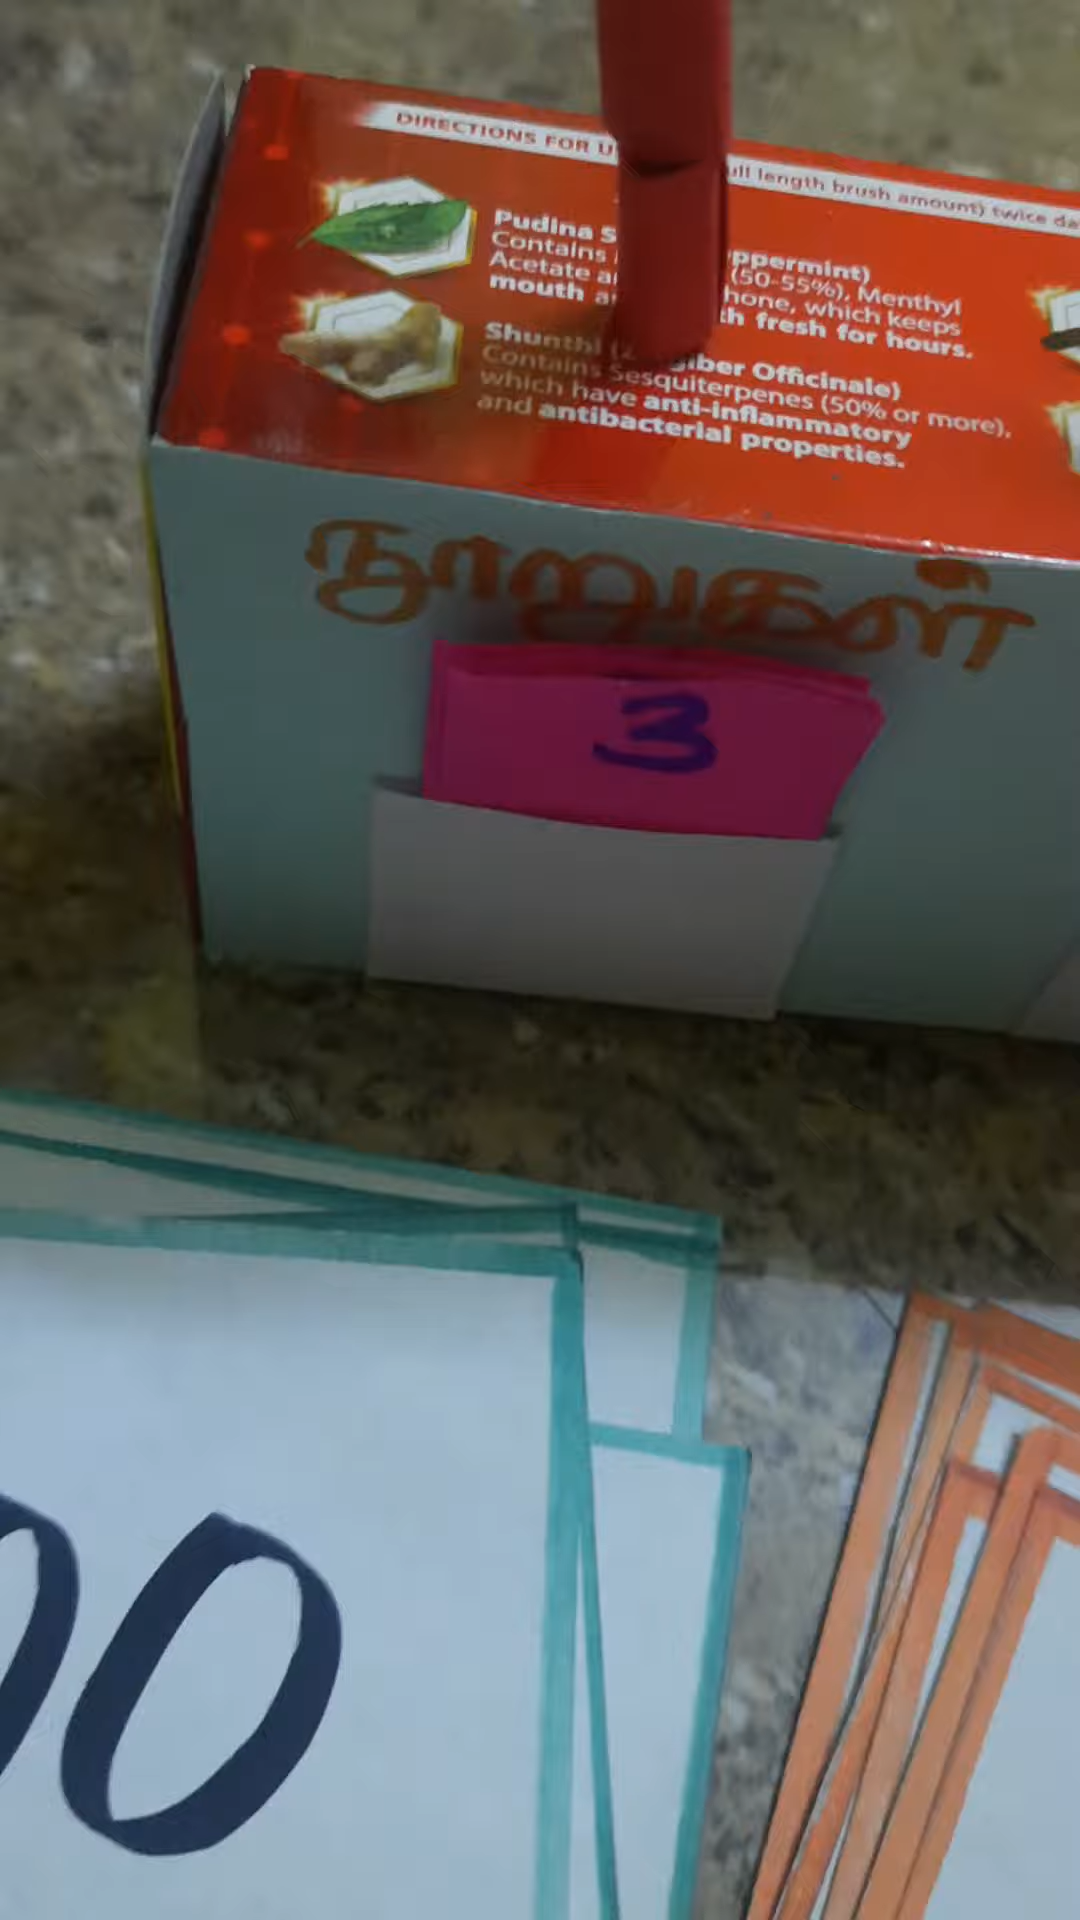 DIRECTIONS FOR
ull length brush amount) twice
Pudina
ppermint)
Contains
(50-55%), Menthyl
Acetate
hone, which keeps
mouth
th fresh for hours.
Shunthi
iber Officinale)
Contains Sesquiterpenes (50% or more),
which have anti-inflammatory
and antibacterial properties.
நூறுகள்
3
00